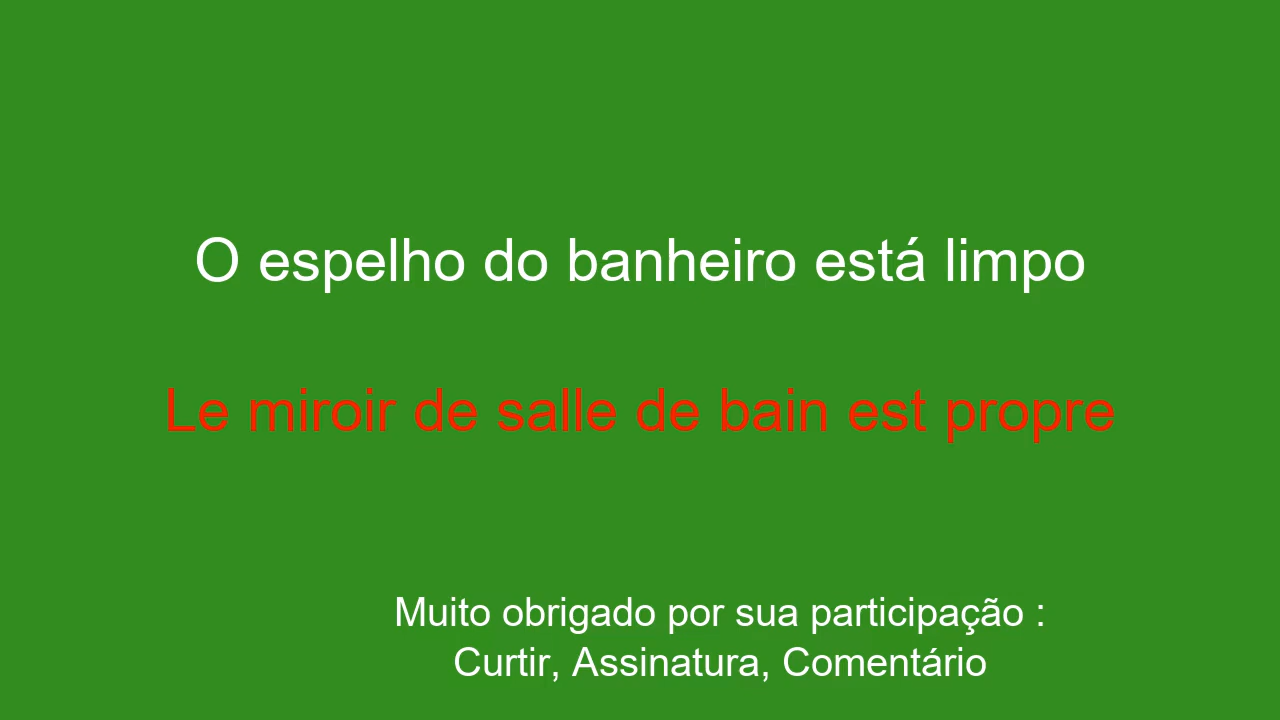 O espelho do banheiro está limpo
Le miroir de salle de bain est propre
Muito obrigado por sua participação :
Curtir, Assinatura, Comentário